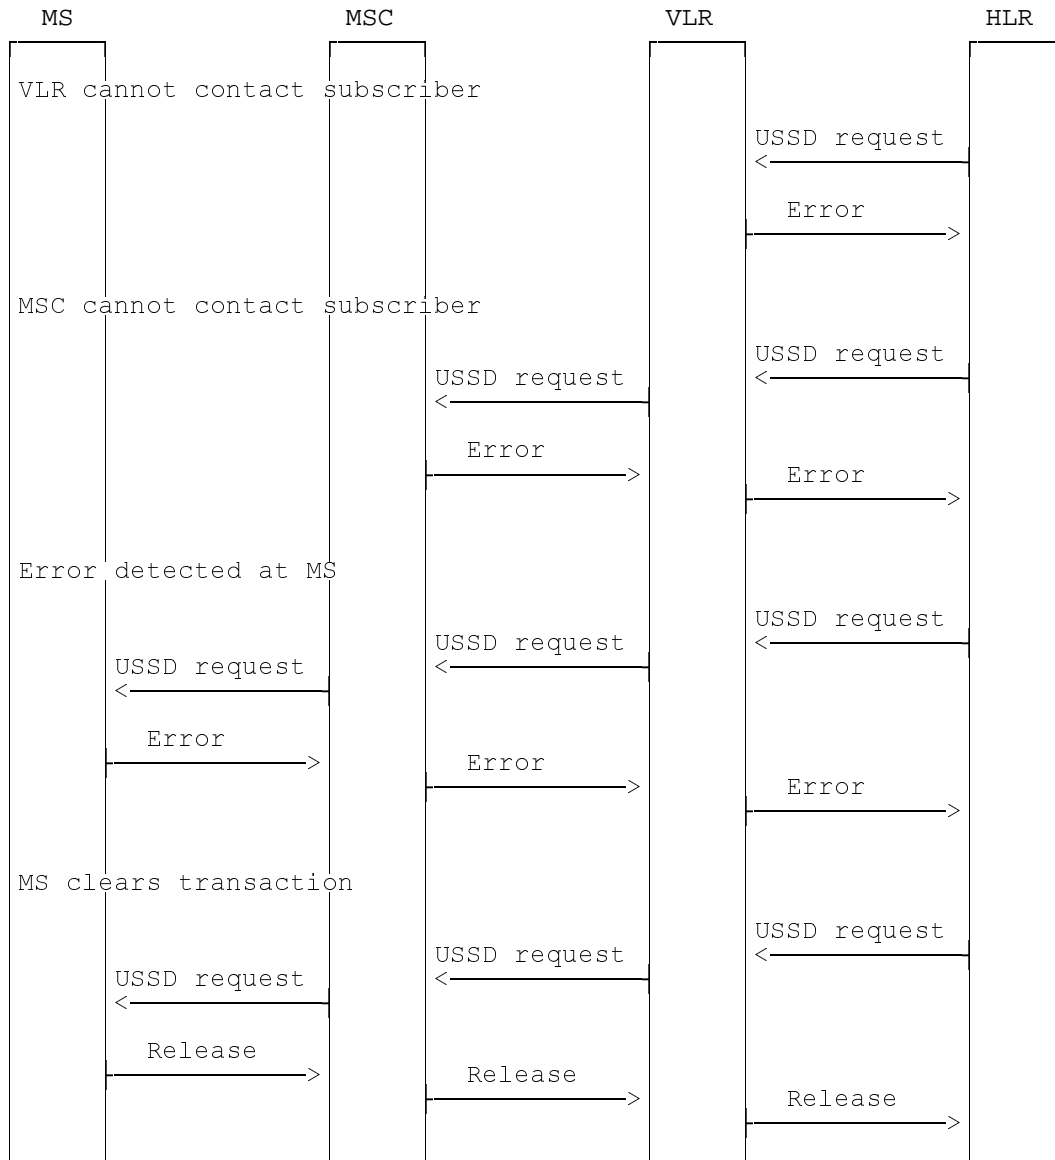 MS MSC VLR HLR
VLR cannot contact subscriber
USSD request
Error
MSC cannot contact subscriber
USSD request
USSD request
Error
Error
Error detected at MS
USSD request
USSD request
USSD request
Error
Error
Error
MS clears transaction
USSD request
USSD request
USSD request
Release
Release
Release